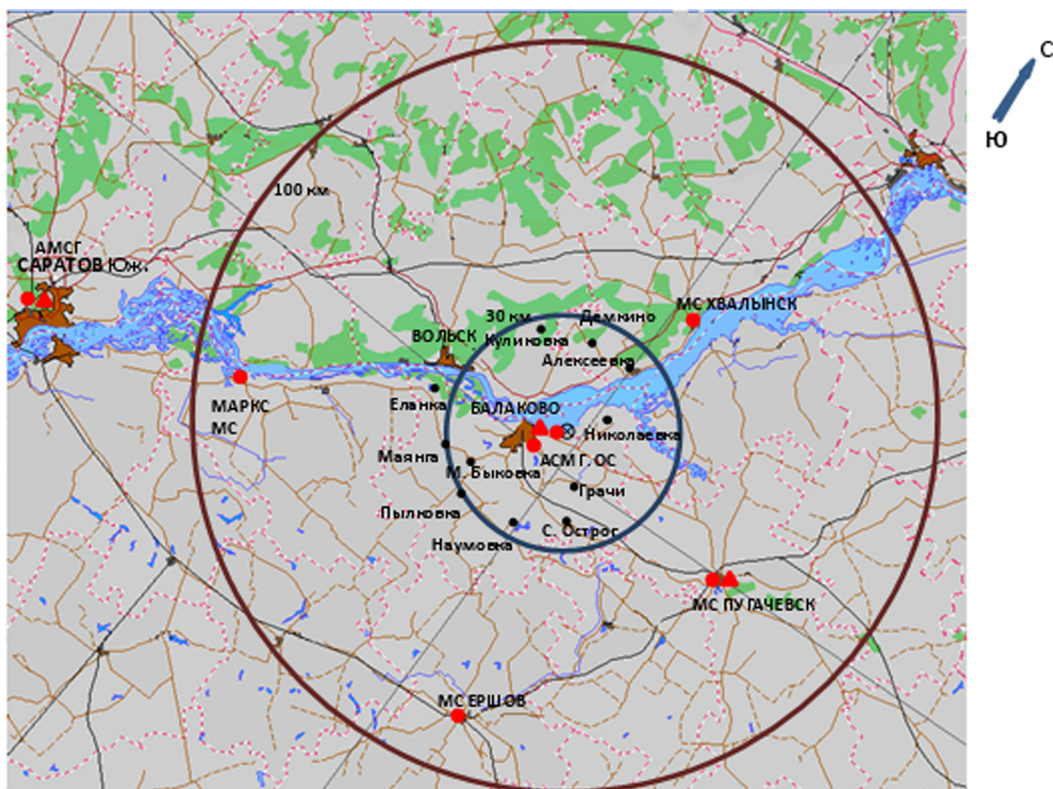 С
Ю
100 км
АМСГ
САРАТОВ Юж.
МС ХВАЛЫНСК
30 км
Демкино
ВОЛЬСК
Куликовка
Алексеевка
Еланка
БАЛАКОВО
МАРКС
МС
Николаевка
Маянга
М. Быковка
АСМ Г. ОС
Грачи
Пылковка
С. Острог
Наумовка
МС ПУГАЧЕВСК
МС ЕРШОВ